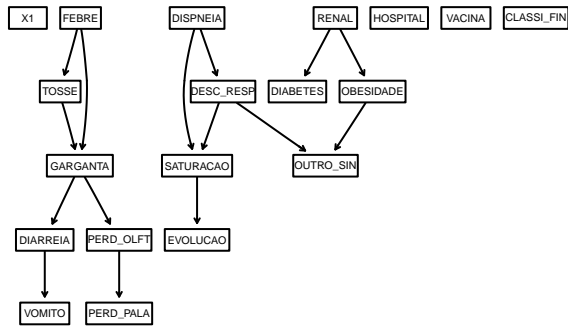 X1 FEBRE DISPNEIA RENAL HOSPITAL VACINA CLASSI_FIN
TOSSE DESC_RESP DIABETES OBESIDADE
GARGANTA SATURACAO OUTRO_SIN
DIARREIA PERD_OLFT EVOLUCAO
VOMITO PERD_PALA